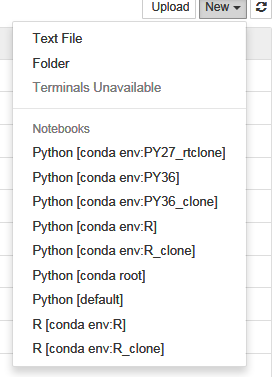 Upload New
Text File
Folder
Terminals Unavailable
Notebooks
Python [conda env:PY27_rtclone]
Python [conda env:PY36]
Python [conda env:PY36_clone]
Python [conda env:R]
Python [conda env:R_clone]
Python [conda root]
Python [default]
R [conda env:R]
R [conda env:R_clone]